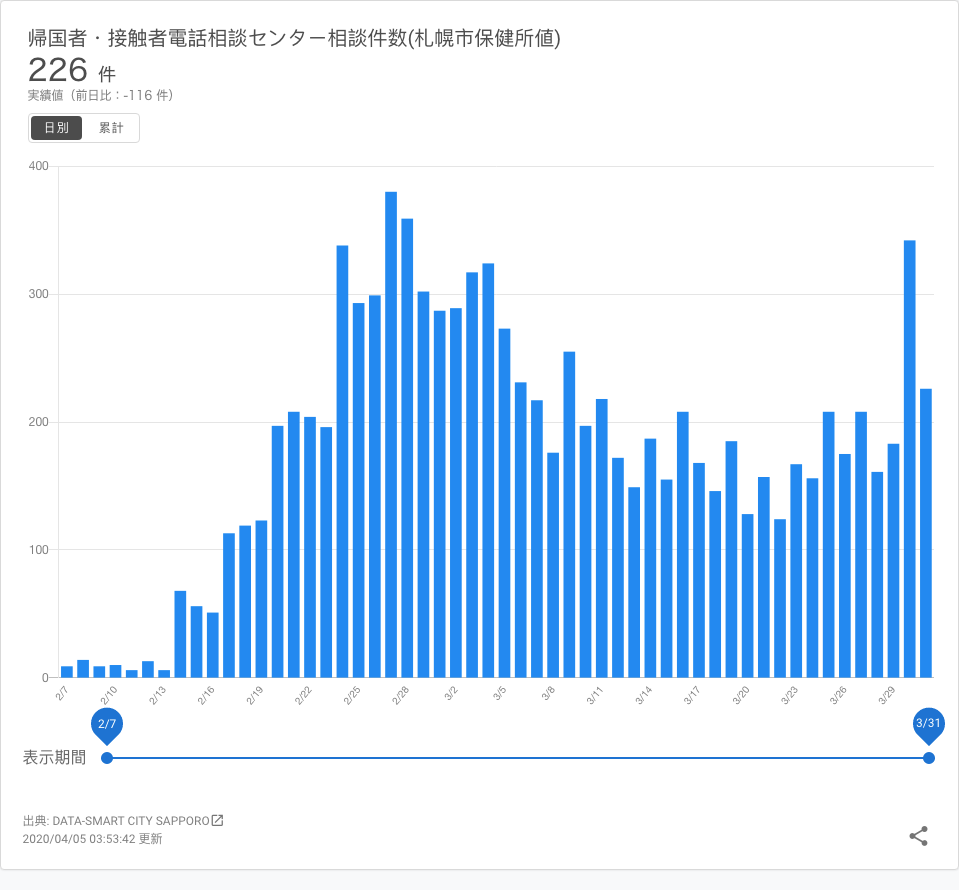 帰国者・接触者電話相談センター相談件数(札幌市保健所値)
226 件
実績値（前日比：-116 件）
日別 累計
400
300
200
100
0
2/7 2/10 2/13 2/16 2/19 2/22 2/25 2/28 3/2 3/5 3/8 3/11 3/14 3/17 3/20 3/23 3/26 3/29
2/7 3/31
表示期間
出典: DATA-SMART CITY SAPPORO
2020/04/05 03:53:42 更新